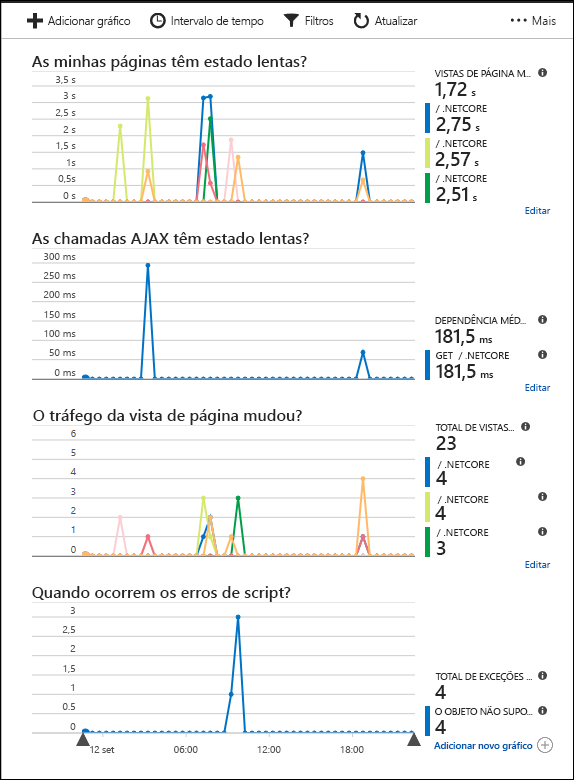 Adicionar gráfico Intervalo de tempo Filtros Atualizar Mais
As minhas páginas têm estado lentas?
3,5 s
3 s
2,5 s
2 s
1,5 s
1 s
0,5s
0 s
VISTAS DE PÁGINA M...
1,72 s
/ .NETCORE
2,75 s
/ .NETCORE
2,57 s
/ .NETCORE
2,51 s
Editar
As chamadas AJAX têm estado lentas?
300 ms
250 ms
200 ms
150 ms
100 ms
50 ms
0 ms
DEPENDÊNCIA MÉD...
181,5 ms
GET / .NETCORE
181,5 ms
Editar
O tráfego da vista de página mudou?
6
5
4
3
2
1
0
TOTAL DE VISTAS...
23
/ .NETCORE
4
/ .NETCORE
4
/ .NETCORE
3
Editar
Quando ocorrem os erros de script?
3
2,5
2
1,5
1
0,5
0
12 set 06:00 12:00 18:00
TOTAL DE EXCEÇÕES ...
4
O OBJETO NÃO SUPO...
4
Adicionar novo gráfico